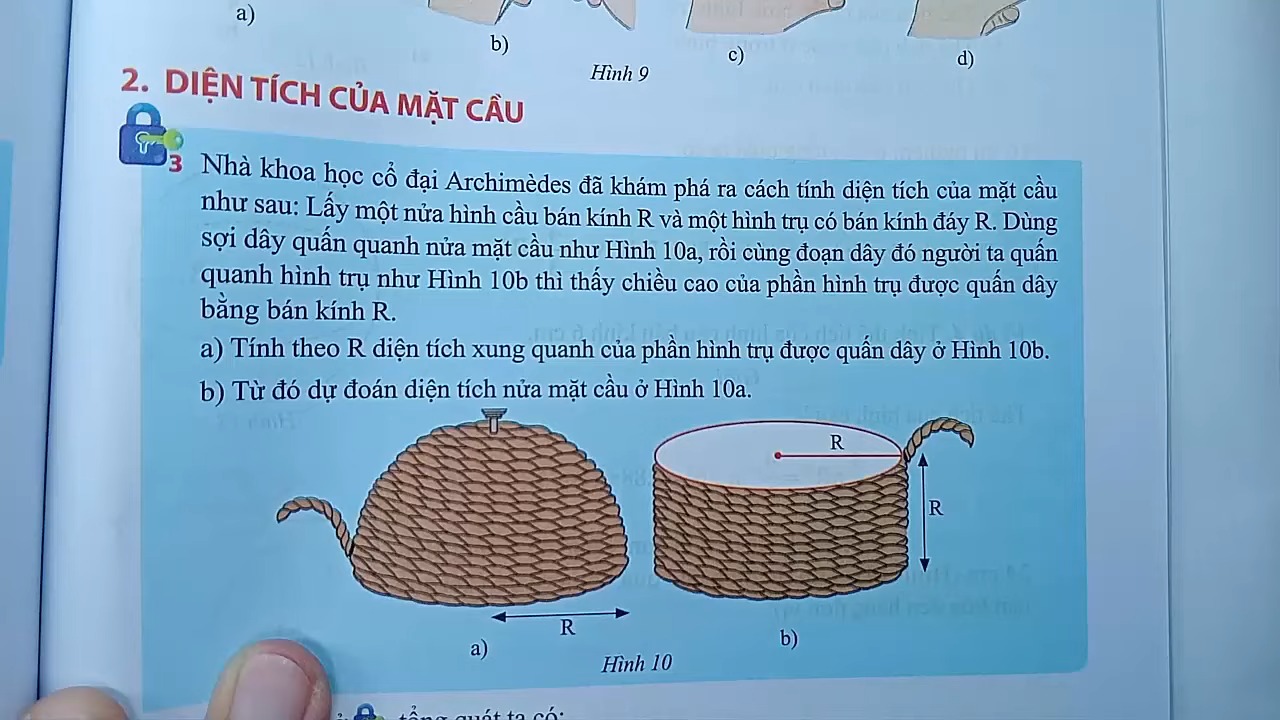 a)
b)
c)
d)
Hình 9
2. DIỆN TÍCH CỦA MẶT CẦU
3 Nhà khoa học cổ đại Archimèdes đã khám phá ra cách tính diện tích của mặt cầu
như sau: Lấy một nửa hình cầu bán kính R và một hình trụ có bán kính đáy R. Dùng
sợi dây quấn quanh nửa mặt cầu như Hình 10a, rồi cùng đoạn dây đó người ta quấn
quanh hình trụ như Hình 10b thì thấy chiều cao của phần hình trụ được quấn dây
bằng bán kính R.
a) Tính theo R diện tích xung quanh của phần hình trụ được quấn dây ở Hình 10b.
b) Từ đó dự đoán diện tích nửa mặt cầu ở Hình 10a.
R
R
R
a)
b)
Hình 10
tổng quát ta có: